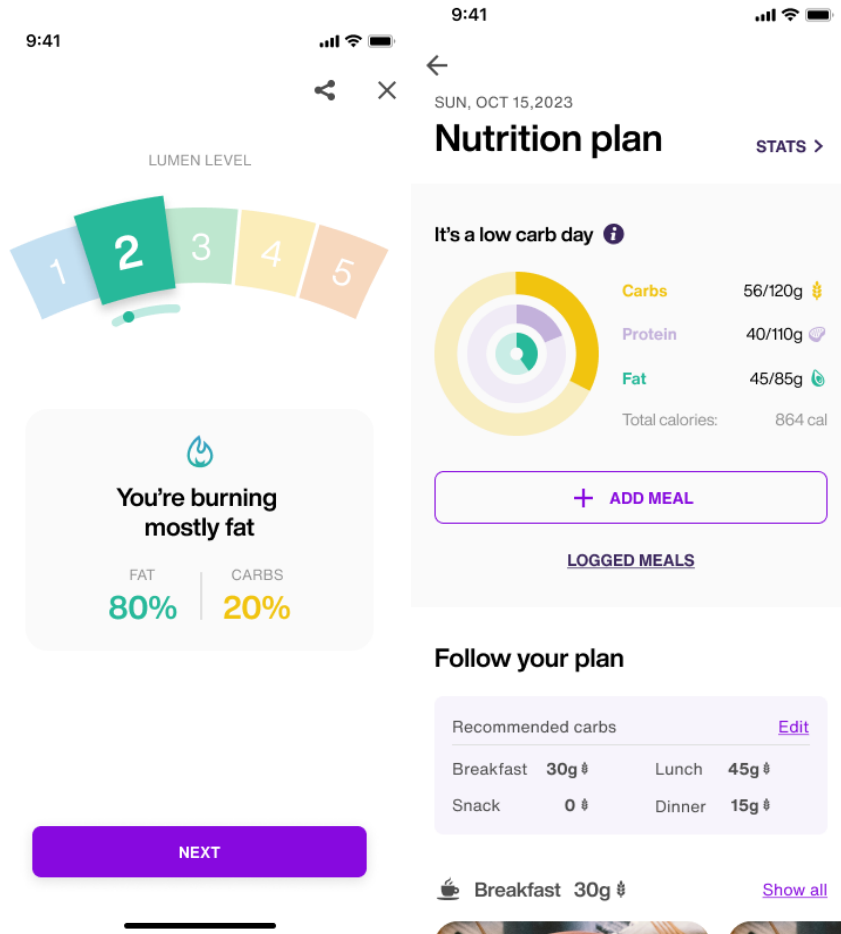 9:41
LUMEN LEVEL
1 2 3 4 5
You're burning
mostly fat
FAT CARBS
80% 20%
NEXT
9:41
SUN, OCT 15,2023
Nutrition plan
STATS
It's a low carb day
Carbs 56/120g
Protein 40/110g
Fat 45/85g
Total calories: 864 cal
ADD MEAL
LOGGED MEALS
Follow your plan
Recommended carbs Edit
Breakfast 30g Lunch 45g
Snack 0 Dinner 15g
Breakfast 30g Show all